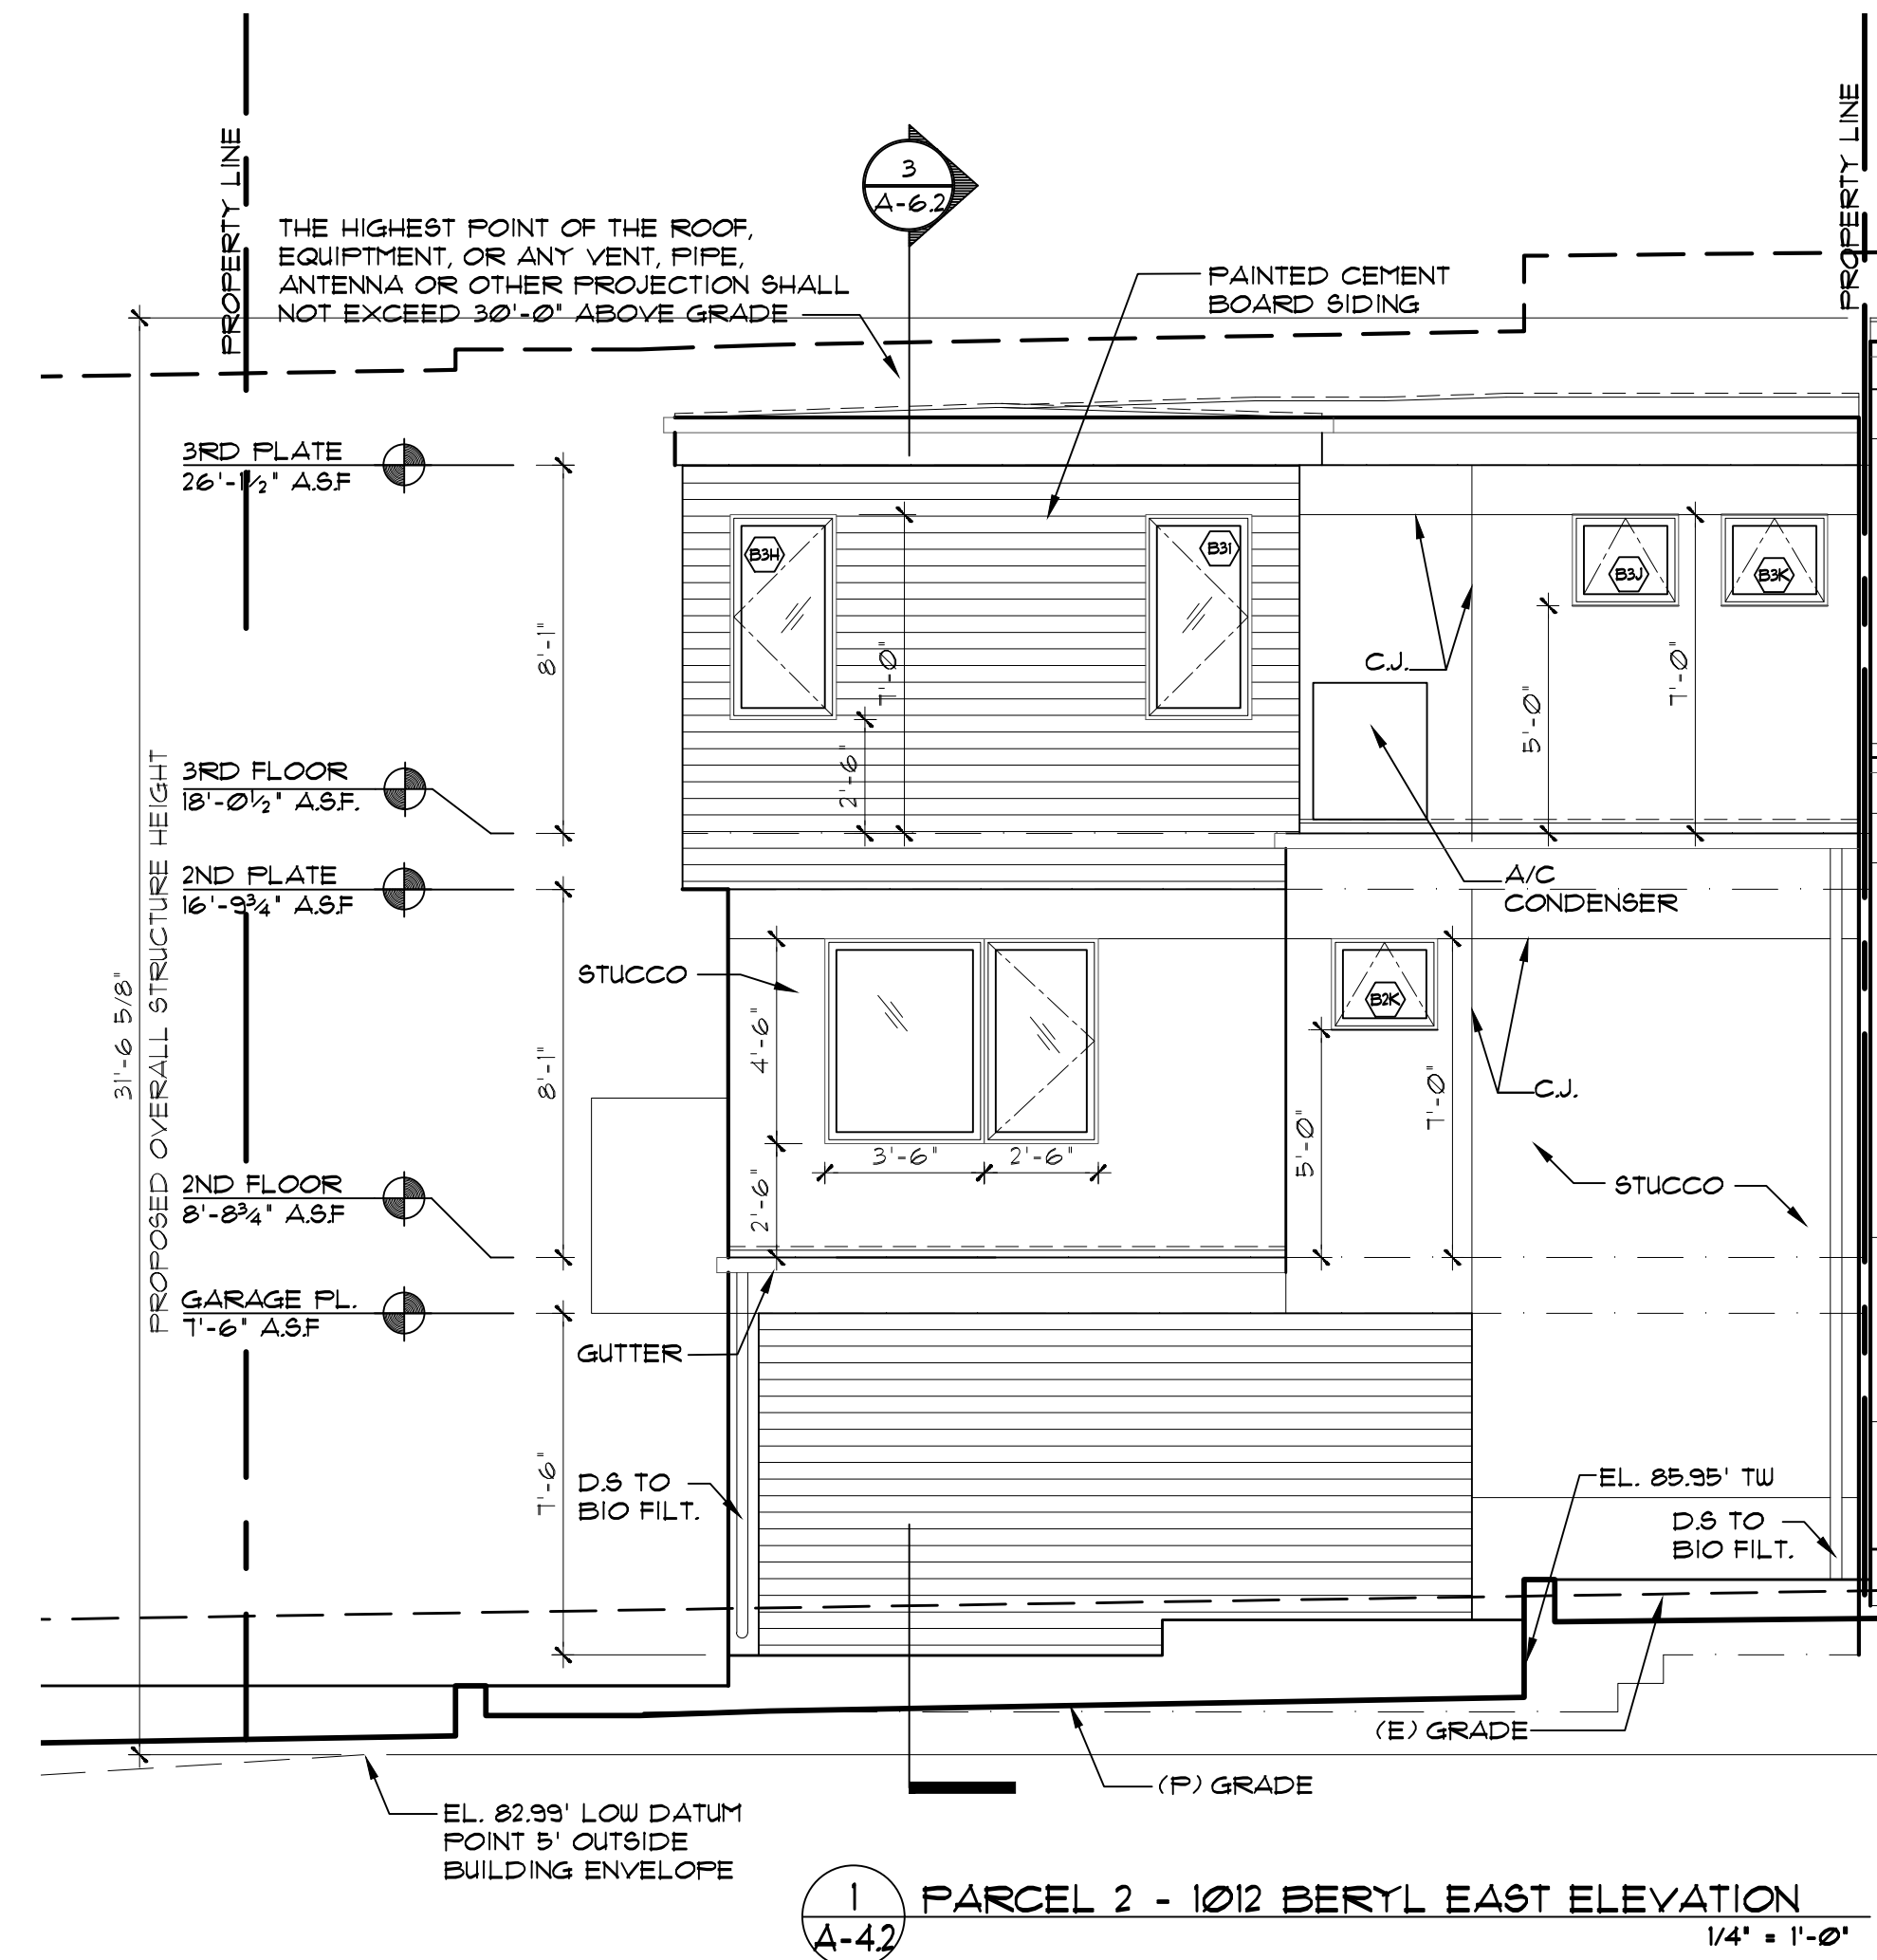 PROPERTY LINE
PROPERTY LINE
3
A-6.2
THE HIGHEST POINT OF THE ROOF,
EQUIPTMENT, OR ANY VENT, PIPE,
ANTENNA OR OTHER PROJECTION SHALL
NOT EXCEED 30'-0" ABOVE GRADE
PAINTED CEMENT
BOARD SIDING
3RD PLATE
26'-1½" A.S.F
B3H
B3I
B3J
B3K
8'-1"
7'-0"
2'-6"
C.J.
5'-0"
7'-0"
3RD FLOOR
18'-0½" A.S.F.
2ND PLATE
16'-9¾" A.S.F
A/C
CONDENSER
31'-6 5/8"
PROPOSED OVERALL STRUCTURE HEIGHT
STUCCO
8'-1"
4'-6"
B2K
3'-6"
2'-6"
2'-6"
5'-0"
7'-0"
C.J.
STUCCO
2ND FLOOR
8'-8¾" A.S.F
GARAGE PL.
7'-6" A.S.F
GUTTER
7'-6"
D.S TO
BIO FILT.
EL. 85.95' TW
D.S TO
BIO FILT.
(E) GRADE
(P) GRADE
EL. 82.99' LOW DATUM
POINT 5' OUTSIDE
BUILDING ENVELOPE
1
A-4.2
PARCEL 2 - 1012 BERYL EAST ELEVATION
1/4" = 1'-0"